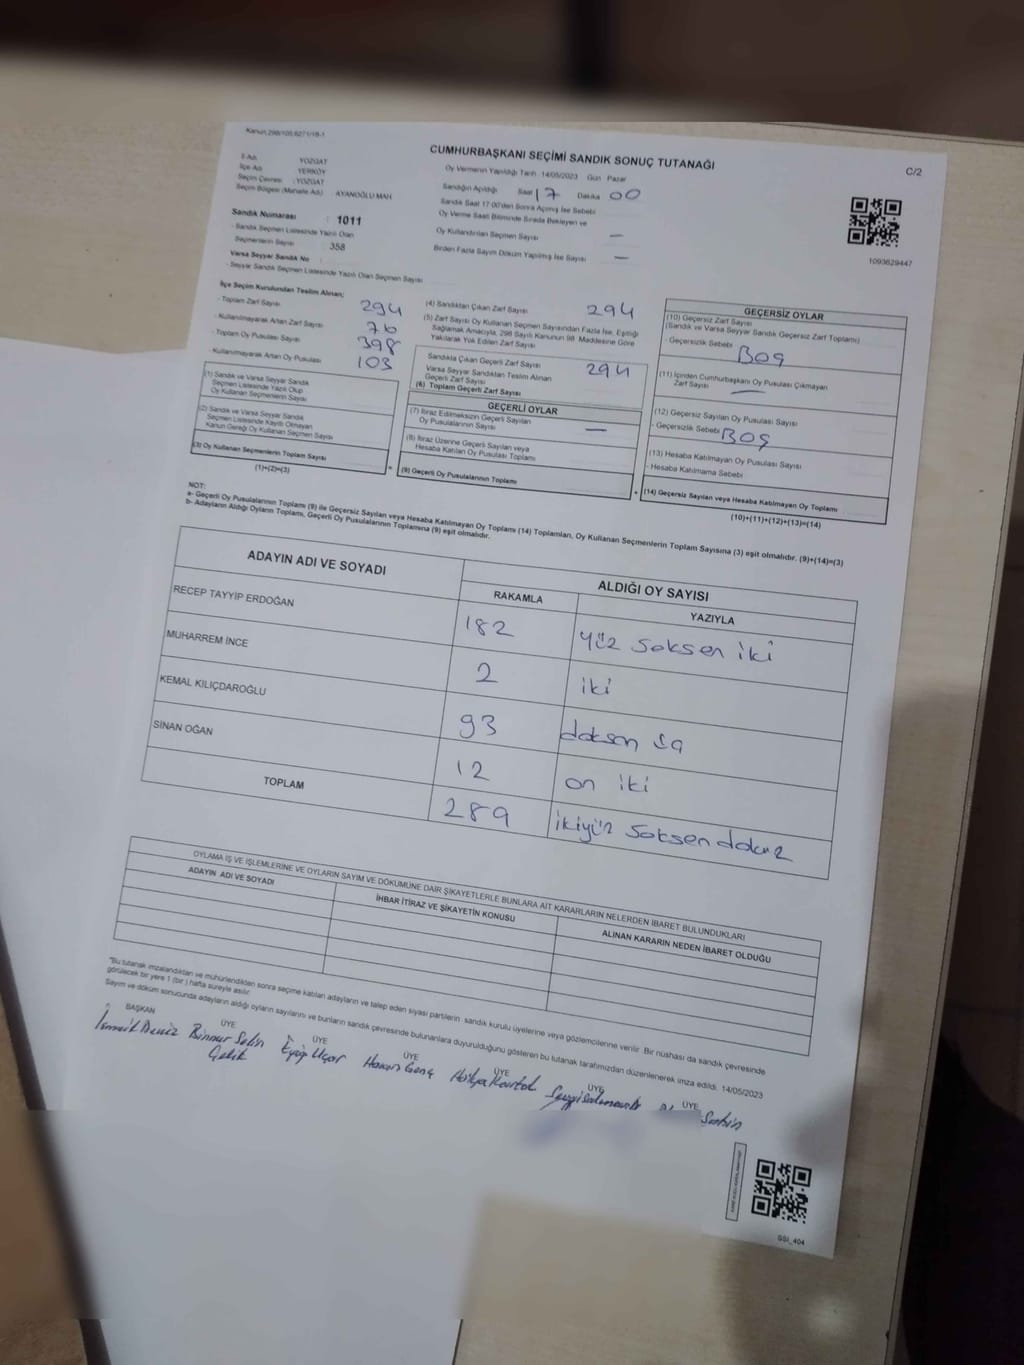 Kanun:298/105,6271/18-1
CUMHURBAŞKANI SEÇİMİ SANDIK SONUÇ TUTANAĞI
C/2
İl Adı YOZGAT
İlçe Adı YERKÖY
Seçim Çevresi :YOZGAT
Seçim Bölgesi (Mahalle Adı) AYANOĞLU MAH
Oy Vermenin Yapıldığı Tarih 14/05/2023 Gün Pazar
Sandığın Açıldığı Saat 17 Dakika 00
Sandık Saat 17:00'den Sonra Açılmış İse Sebebi
Oy Verme Saati Bitiminde Sırada Bekleyen ve
Oy Kullandırılan Seçmen Sayısı —
Birden Fazla Sayım Döküm Yapılmış İse Sayısı —
1093629447
Sandık Numarası : 1011
- Sandık Seçmen Listesinde Yazılı Olan
Seçmenlerin Sayısı : 358
Varsa Seyyar Sandık No :
- Seyyar Sandık Seçmen Listesinde Yazılı Olan Seçmen Sayısı
İlçe Seçim Kurulundan Teslim Alınan;
- Toplam Zarf Sayısı 294
- Kullanılmayarak Artan Zarf Sayısı 76
- Toplam Oy Pusulası Sayısı 398
- Kullanılmayarak Artan Oy Pusulası 103
(1) Sandık ve Varsa Seyyar Sandık
Seçmen Listesinde Yazılı Olup
Oy Kullanan Seçmenlerin Sayısı
(2) Sandık ve Varsa Seyyar Sandık
Seçmen Listesinde Kayıtlı Olmayan
Kanun Gereği Oy Kullanan Seçmen Sayısı
(3) Oy Kullanan Seçmenlerin Toplam Sayısı
(1)+(2)=(3)
(4) Sandıktan Çıkan Zarf Sayısı 294
(5) Zarf Sayısı Oy Kullanan Seçmen Sayısından Fazla İse, Eşitliği
Sağlamak Amacıyla, 298 Sayılı Kanunun 98. Maddesine Göre
Yakılarak Yok Edilen Zarf Sayısı
Sandıkta Çıkan Geçerli Zarf Sayısı 294
Varsa Seyyar Sandıktan Teslim Alınan
Geçerli Zarf Sayısı
(6) Toplam Geçerli Zarf Sayısı
GEÇERLİ OYLAR
(7) İtiraz Edilmeksizin Geçerli Sayılan
Oy Pusulalarının Sayısı —
(8) İtiraz Üzerine Geçerli Sayılan veya
Hesaba Katılan Oy Pusulası Toplamı
(9) Geçerli Oy Pusulalarının Toplamı
GEÇERSİZ OYLAR
(10) Geçersiz Zarf Sayısı
(Sandık ve Varsa Seyyar Sandık Geçersiz Zarf Toplamı)
- Geçersizlik Sebebi Boş
(11) İçinden Cumhurbaşkanı Oy Pusulası Çıkmayan
Zarf Sayısı —
(12) Geçersiz Sayılan Oy Pusulası Sayısı
- Geçersizlik Sebebi Boş
(13) Hesaba Katılmayan Oy Pusulası Sayısı
- Hesaba Katılmama Sebebi
(14) Geçersiz Sayılan veya Hesaba Katılmayan Oy Toplamı
(10)+(11)+(12)+(13)=(14)
NOT:
a- Geçerli Oy Pusulalarının Toplamı (9) ile Geçersiz Sayılan veya Hesaba Katılmayan Oy Toplamı (14) Toplamları, Oy Kullanan Seçmenlerin Toplam Sayısına (3) eşit olmalıdır. (9)+(14)=(3)
b- Adayların Aldığı Oyların Toplamı, Geçerli Oy Pusulalarının Toplamına (9) eşit olmalıdır.
ADAYIN ADI VE SOYADI
ALDIĞI OY SAYISI
RAKAMLA YAZIYLA
RECEP TAYYİP ERDOĞAN 182 Yüz Seksen iki
MUHARREM İNCE 2 iki
KEMAL KILIÇDAROĞLU 93 doksan
SİNAN OĞAN 12 on iki
TOPLAM 289 ikiyüz Seksen dokuz
OYLAMA İŞ VE İŞLEMLERİNE VE OYLARIN SAYIM VE DÖKÜMÜNE DAİR ŞİKAYETLERLE BUNLARA AİT KARARLARIN NELERDEN İBARET BULUNDUKLARI
ADAYIN ADI VE SOYADI
İHBAR İTİRAZ VE ŞİKAYETİN KONUSU
ALINAN KARARIN NEDEN İBARET OLDUĞU
"Bu tutanak imzalandıktan ve mühürlendikten sonra seçime katılan adayların ve talep eden siyasi partilerin sandık kurulu üyelerine veya gözlemcilerine verilir. Bir nüshası da sandık çevresinde
görülecek bir yere 1 (bir) hafta süreyle asılır.
Sayım ve döküm sonucunda adayların aldığı oyların sayılarını ve bunların sandık çevresinde bulunanlara duyurulduğunu gösteren bu tutanak tarafımızdan düzenlenerek imza edildi. 14/05/2023
BAŞKAN ÜYE ÜYE ÜYE ÜYE ÜYE ÜYE
İsmail Deniz Binnur Selin Çelik Eyüp Uçar Hakan Genç Hülya Kartal Şahin
SSİ_404